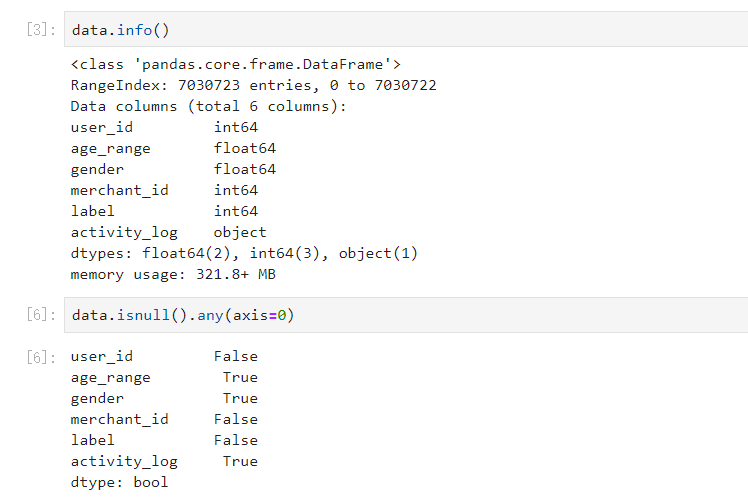 [3]: data.info()
<class 'pandas.core.frame.DataFrame'>
RangeIndex: 7030723 entries, 0 to 7030722
Data columns (total 6 columns):
user_id         int64
age_range       float64
gender          float64
merchant_id     int64
label           int64
activity_log    object
dtypes: float64(2), int64(3), object(1)
memory usage: 321.8+ MB
[6]: data.isnull().any(axis=0)
[6]: user_id         False
age_range        True
gender           True
merchant_id     False
label           False
activity_log     True
dtype: bool